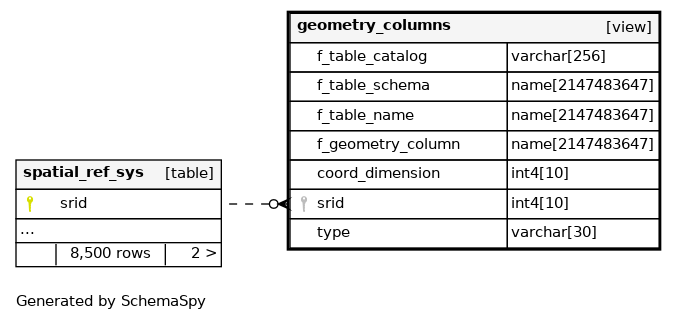 geometry_columns [view]
f_table_catalog varchar[256]
f_table_schema name[2147483647]
f_table_name name[2147483647]
f_geometry_column name[2147483647]
coord_dimension int4[10]
srid int4[10]
type varchar[30]
spatial_ref_sys [table]
srid
...
8,500 rows 2 >
Generated by SchemaSpy